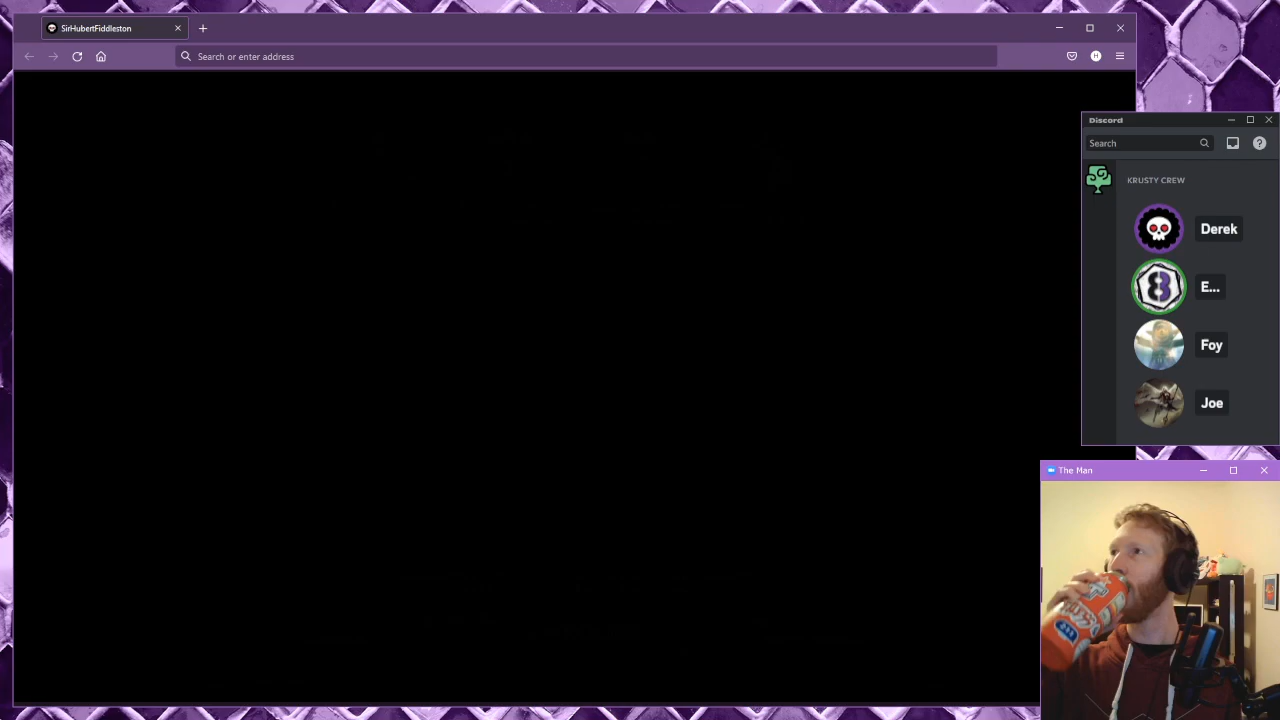 SirHubertFiddleston
Search or enter address
H
Discord
Search
KRUSTY CREW
Derek
E...
Foy
Joe
The Man
A&W